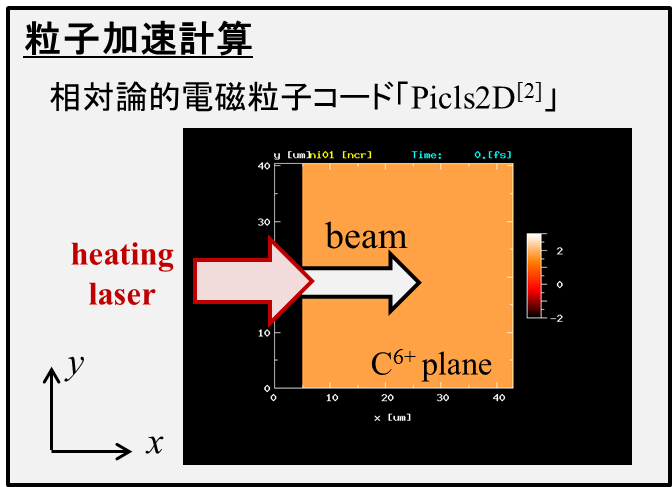 粒子加速計算
相対論的電磁粒子コード「Picls2D[2]」
y [um] ni01 [ncr] Time: 0.[fs]
40
30
10
0
0 10 20 30 40
x [um]
beam
heating
laser
C6+ plane
2
0
-2
y
x